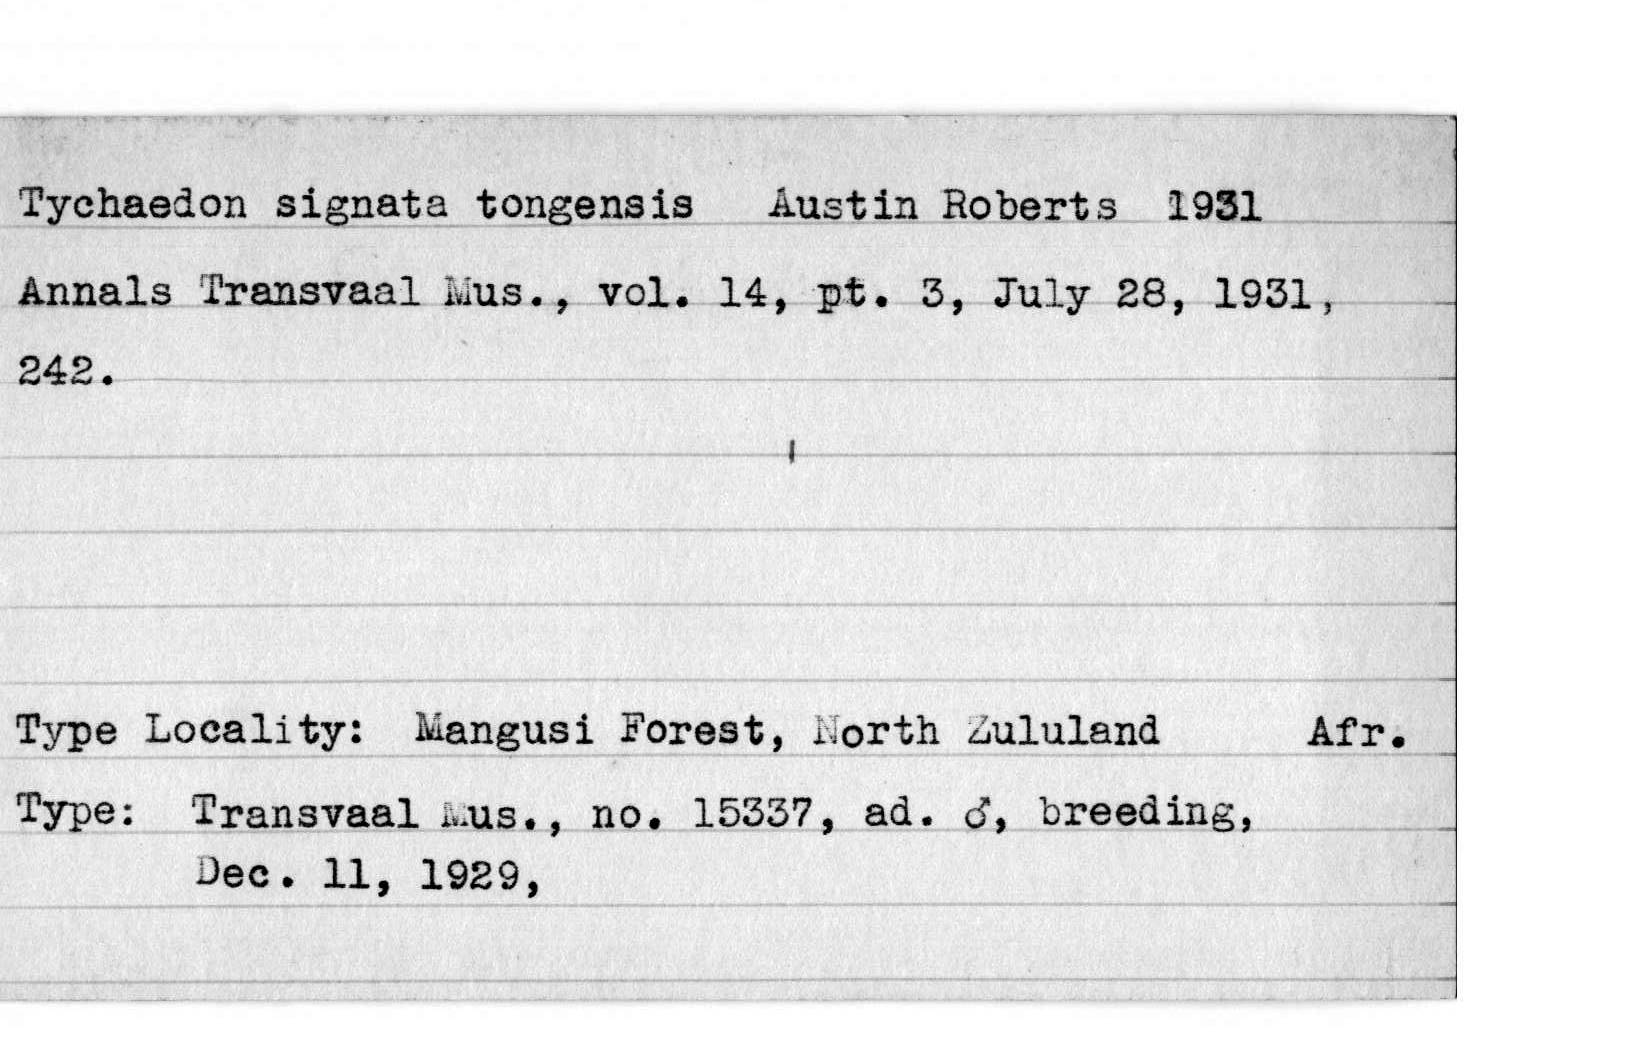 Tychaedon signata tongensis Austin Roberts 1931
Annals Transvaal Mus., vol. 14, pt. 3, July 28, 1931,
242.
Type Locality: Mangusi Forest, North Zululand Afr.
Type: Transvaal Mus., no. 15337, ad. ♂, breeding,
Dec. 11, 1929,